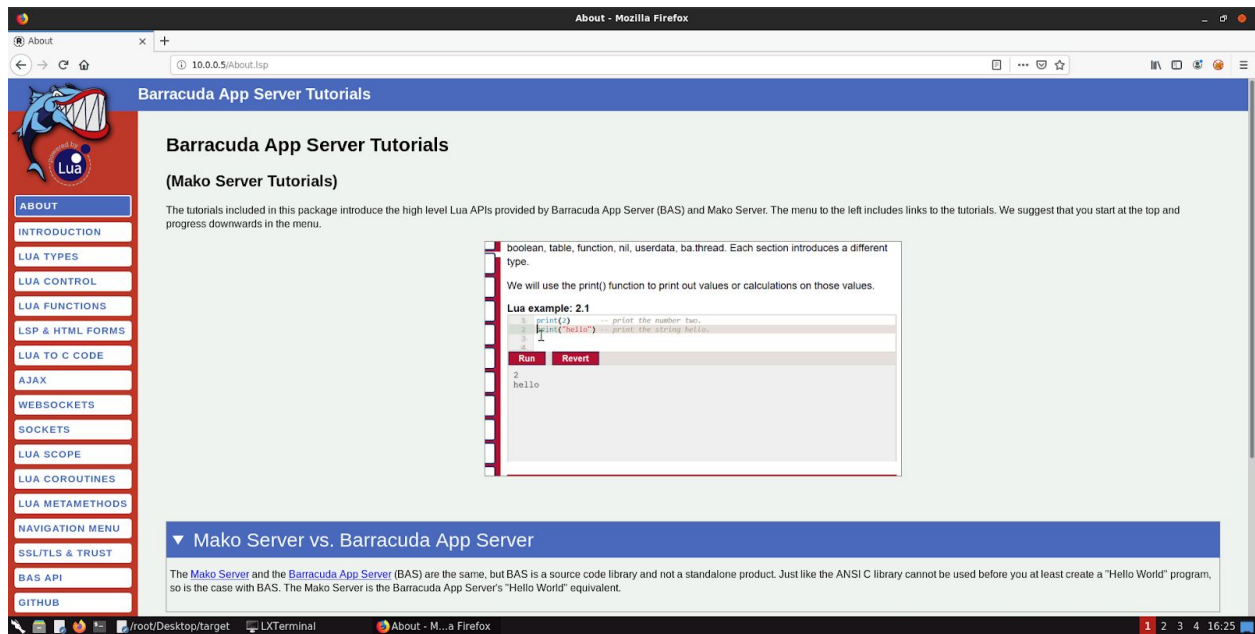 About - Mozilla Firefox
About
10.0.0.5/About.lsp
powered by
Lua
Barracuda App Server Tutorials
ABOUT
INTRODUCTION
LUA TYPES
LUA CONTROL
LUA FUNCTIONS
LSP & HTML FORMS
LUA TO C CODE
AJAX
WEBSOCKETS
SOCKETS
LUA SCOPE
LUA COROUTINES
LUA METAMETHODS
NAVIGATION MENU
SSL/TLS & TRUST
BAS API
GITHUB
Barracuda App Server Tutorials
(Mako Server Tutorials)
The tutorials included in this package introduce the high level Lua APIs provided by Barracuda App Server (BAS) and Mako Server. The menu to the left includes links to the tutorials. We suggest that you start at the top and
progress downwards in the menu.
boolean, table, function, nil, userdata, ba.thread. Each section introduces a different
type.
We will use the print() function to print out values or calculations on those values.
Lua example: 2.1
1 print(2) -- print the number two.
2 print("hello") -- print the string hello.
3
4
Run Revert
2
hello
▼ Mako Server vs. Barracuda App Server
The Mako Server and the Barracuda App Server (BAS) are the same, but BAS is a source code library and not a standalone product. Just like the ANSI C library cannot be used before you at least create a "Hello World" program,
so is the case with BAS. The Mako Server is the Barracuda App Server's "Hello World" equivalent.
/root/Desktop/target LXTerminal About - M...a Firefox 1 2 3 4 16:25